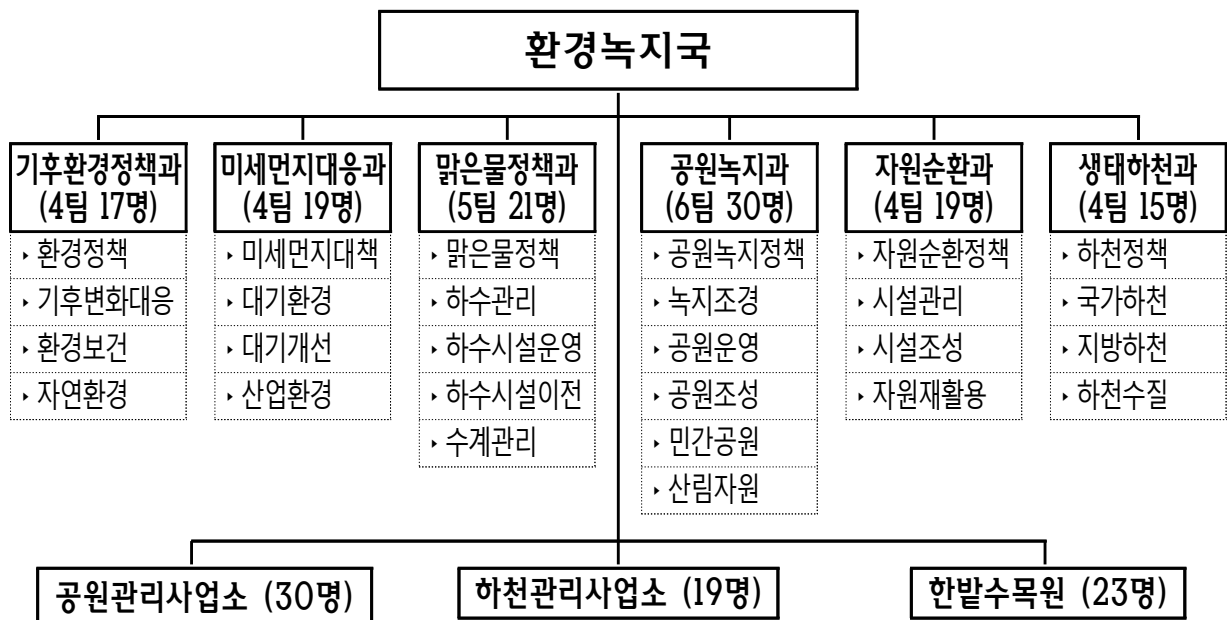 환경녹지국
기후환경정책과
(4팀 17명)
‣환경정책
‣기후변화대응
‣환경보건
‣자연환경
미세먼지대응과
(4팀 19명)
‣미세먼지대책
‣대기환경
‣대기개선
‣산업환경
맑은물정책과
(5팀 21명)
‣맑은물정책
‣하수관리
‣하수시설운영
‣하수시설이전
‣수계관리
공원녹지과
(6팀 30명)
‣공원녹지정책
‣녹지조경
‣공원운영
‣공원조성
‣민간공원
‣산림자원
자원순환과
(4팀 19명)
‣자원순환정책
‣시설관리
‣시설조성
‣자원재활용
생태하천과
(4팀 15명)
‣하천정책
‣국가하천
‣지방하천
‣하천수질
공원관리사업소 (30명)
하천관리사업소 (19명)
한밭수목원 (23명)